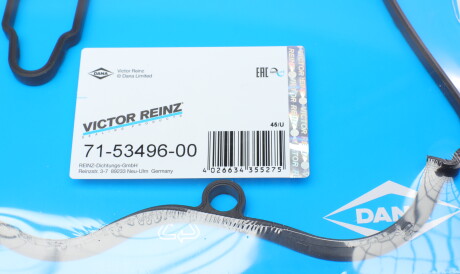 DANA
Victor Reinz
© Dana Limited
EAC
VICTOR REINZ
45/U
71-53496-00
REINZ-Dichtungs-GmbH
Reinzstr. 3-7 89233 Neu-Ulm Germany
4 026634 355275
DANA